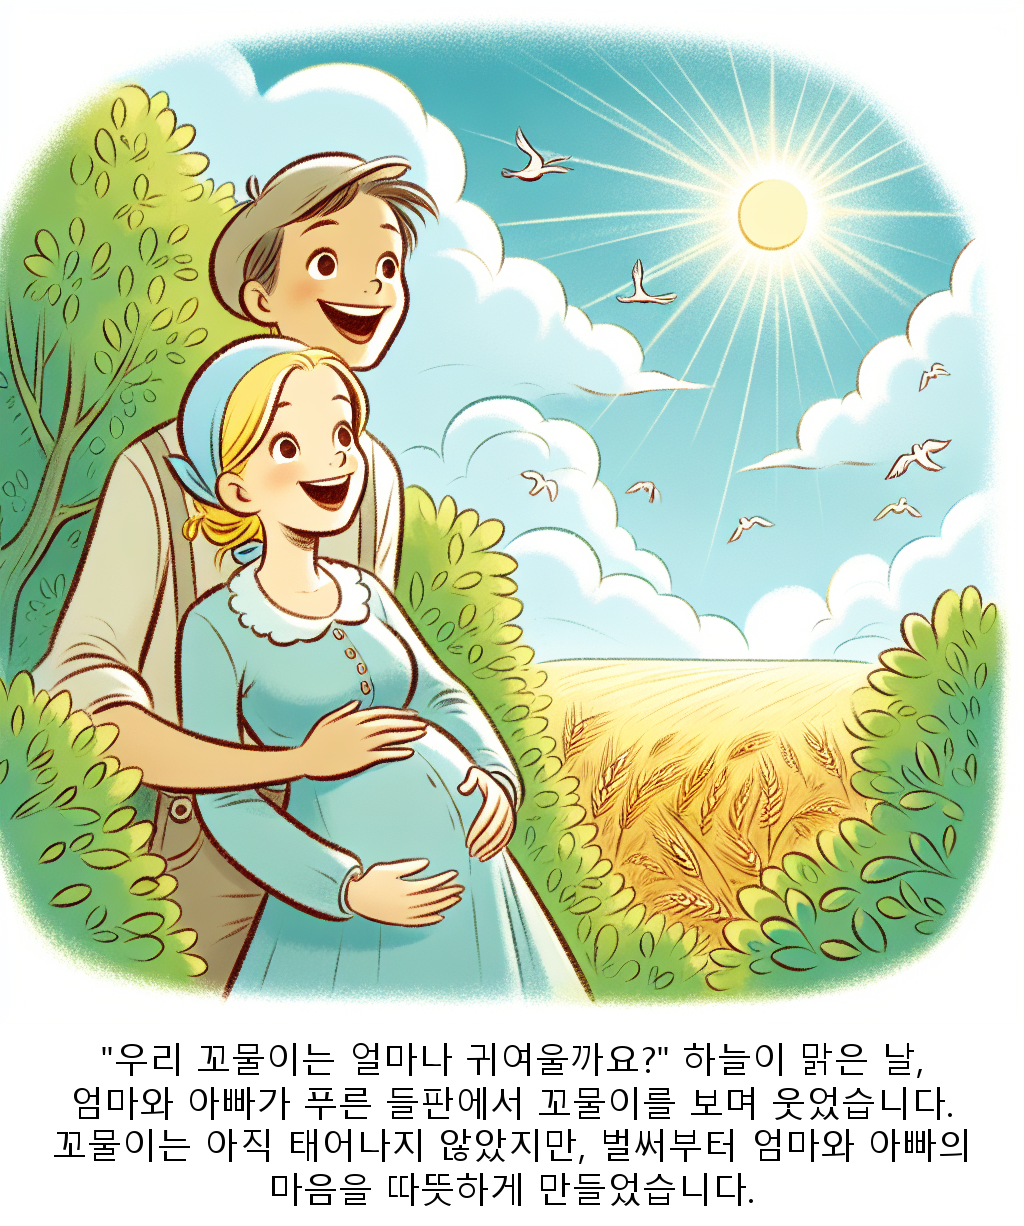 "우리 꼬물이는 얼마나 귀여울까요?" 하늘이 맑은 날,
엄마와 아빠가 푸른 들판에서 꼬물이를 보며 웃었습니다.
꼬물이는 아직 태어나지 않았지만, 벌써부터 엄마와 아빠의
마음을 따뜻하게 만들었습니다.